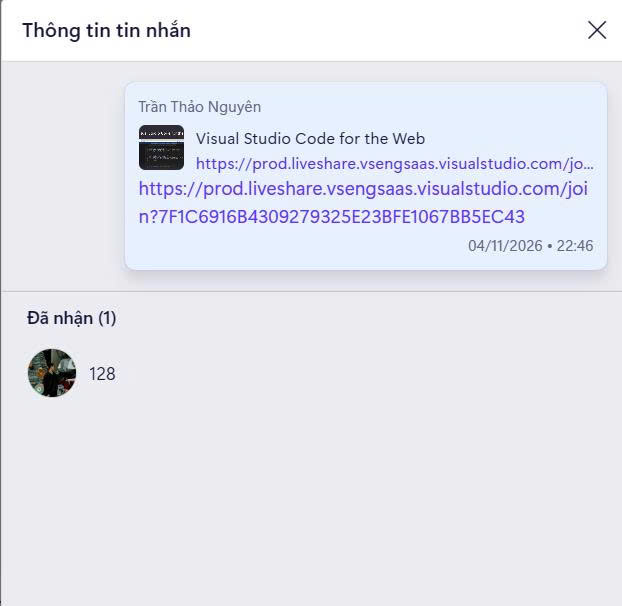 Thông tin tin nhắn
Trần Thảo Nguyên
Visual Studio Code for the Web
https://prod.liveshare.vsengsaas.visualstudio.com/jo...
https://prod.liveshare.vsengsaas.visualstudio.com/joi
n?7F1C6916B4309279325E23BFE1067BB5EC43
04/11/2026 • 22:46
Đã nhận (1)
128